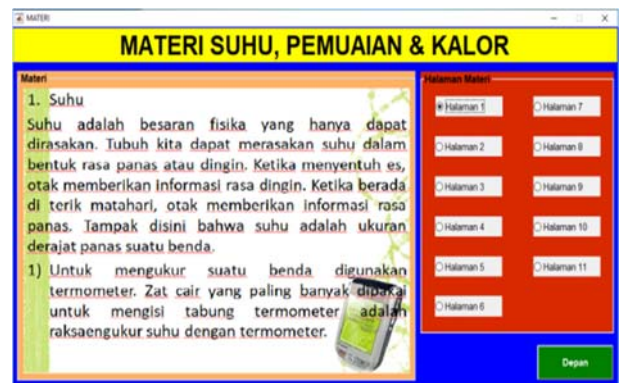 MATERI
MATERI SUHU, PEMUAIAN & KALOR
Materi
1. Suhu
Suhu adalah besaran fisika yang hanya dapat
dirasakan. Tubuh kita dapat merasakan suhu dalam
bentuk rasa panas atau dingin. Ketika menyentuh es,
otak memberikan informasi rasa dingin. Ketika berada
di terik matahari, otak memberikan informasi rasa
panas. Tampak disini bahwa suhu adalah ukuran
derajat panas suatu benda.
1) Untuk mengukur suatu benda digunakan
termometer. Zat cair yang paling banyak dipakai
untuk mengisi tabung termometer adalah
raksaengukur suhu dengan termometer.
Halaman Materi
Halaman 1
Halaman 2
Halaman 3
Halaman 4
Halaman 5
Halaman 6
Halaman 7
Halaman 8
Halaman 9
Halaman 10
Halaman 11
Depan